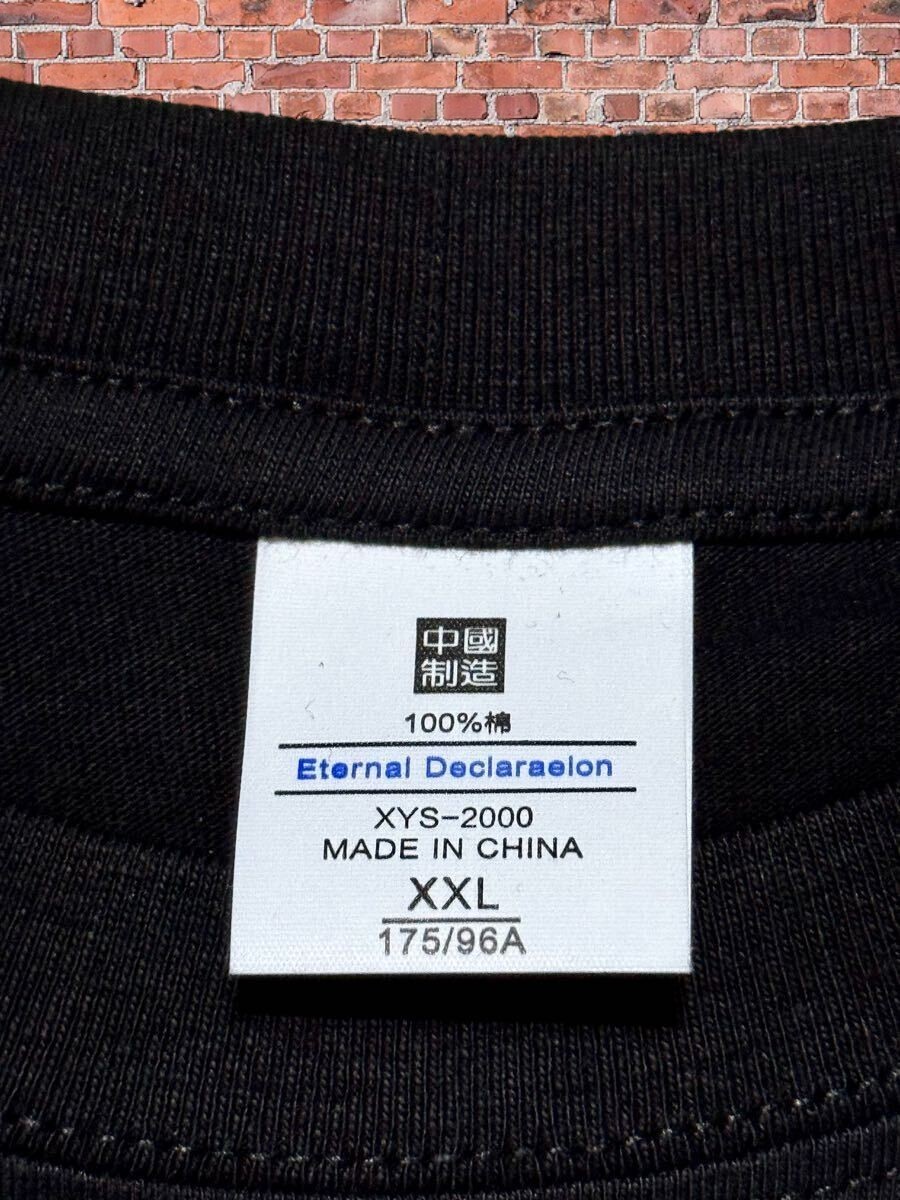 中國
制造
100%棉
Eternal Declaraelon
XYS-2000
MADE IN CHINA
XXL
175/96A